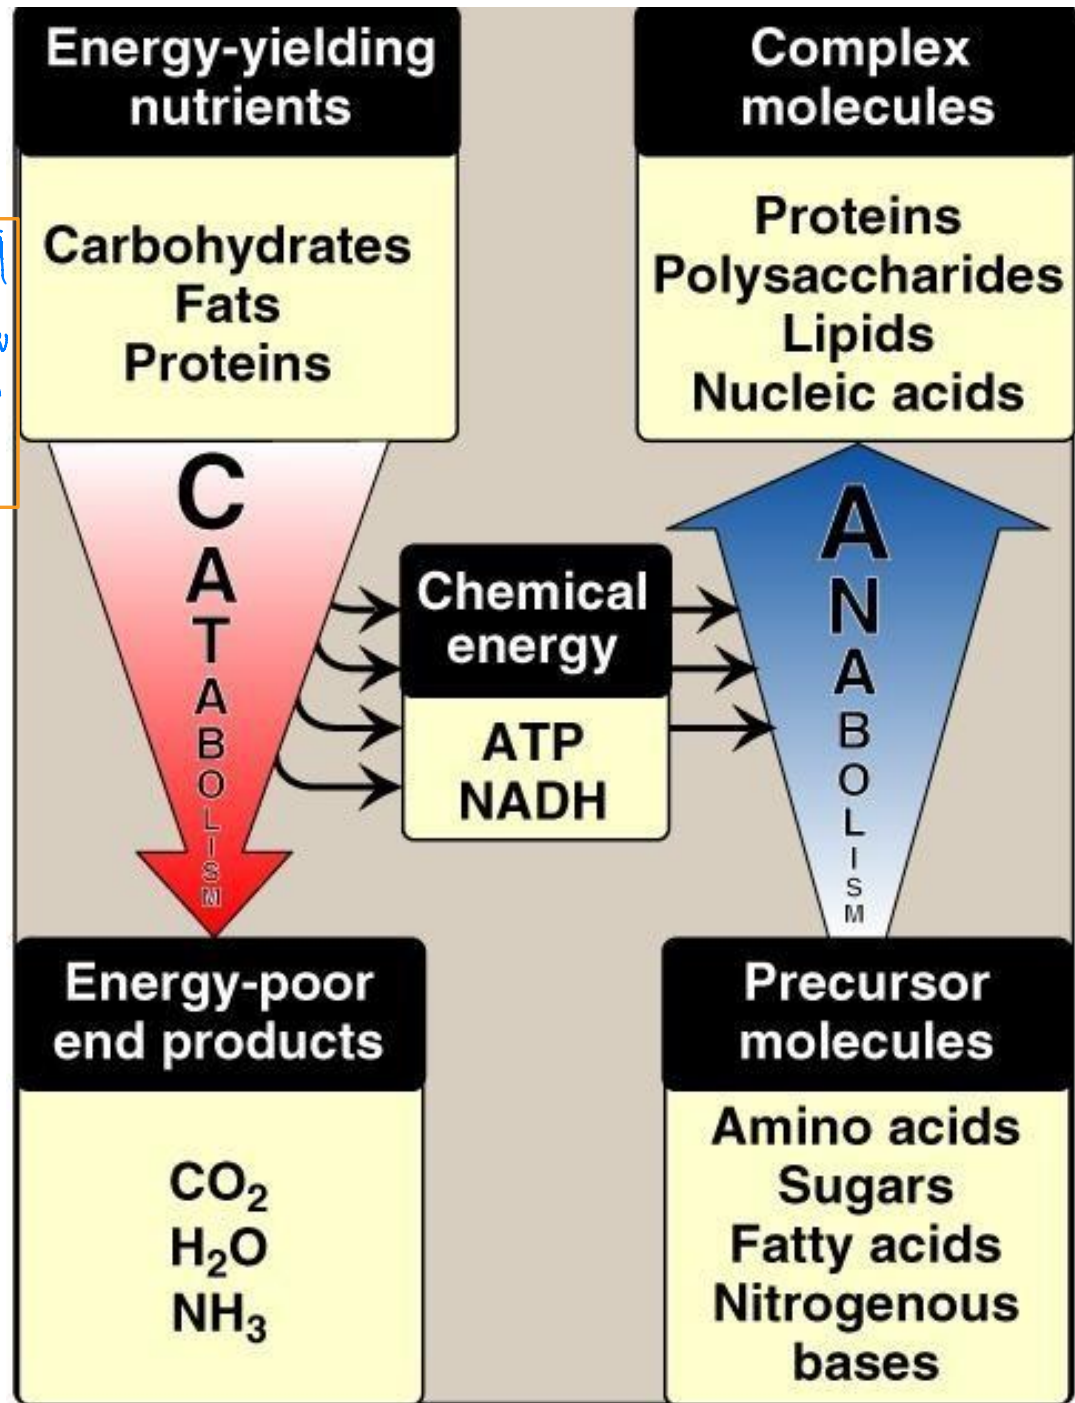 Energy-yielding
nutrients
Carbohydrates
Fats
Proteins
Complex
molecules
Proteins
Polysaccharides
Lipids
Nucleic acids
CATABOLISM
Chemical
energy
ATP
NADH
ANABOLISM
Energy-poor
end products
CO₂
H₂O
NH₃
Precursor
molecules
Amino acids
Sugars
Fatty acids
Nitrogenous
bases